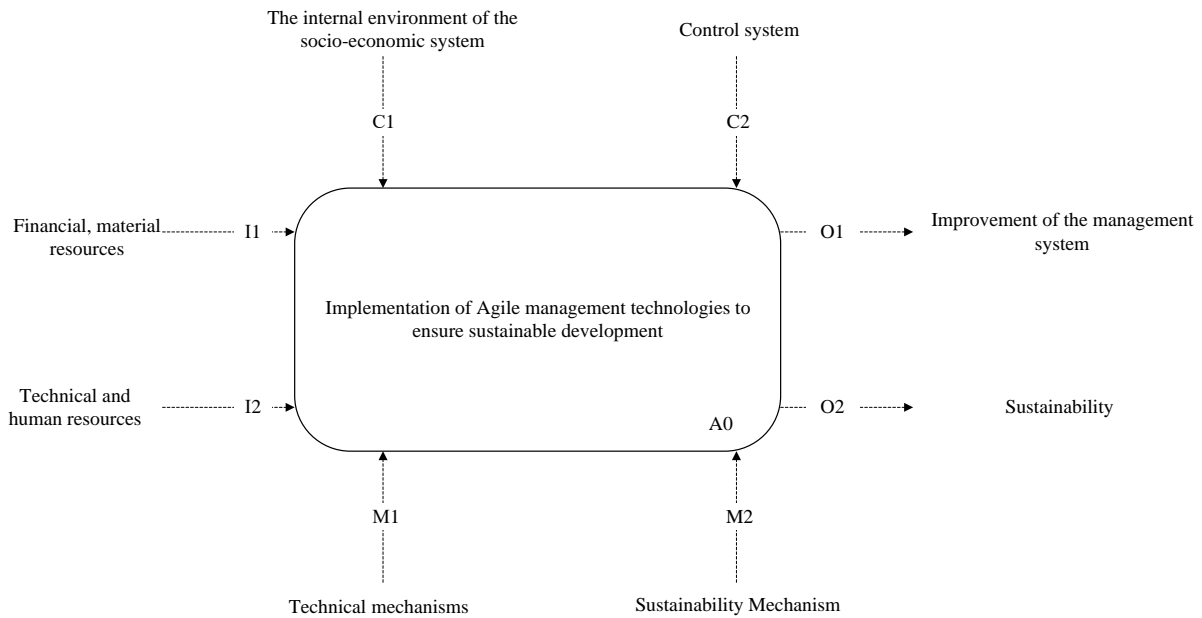 The internal environment of the
socio-economic system
Control system
C1
C2
Financial, material
resources
I1
O1
Improvement of the management
system
Implementation of Agile management technologies to
ensure sustainable development
Technical and
human resources
I2
O2
Sustainability
A0
M1
M2
Technical mechanisms
Sustainability Mechanism